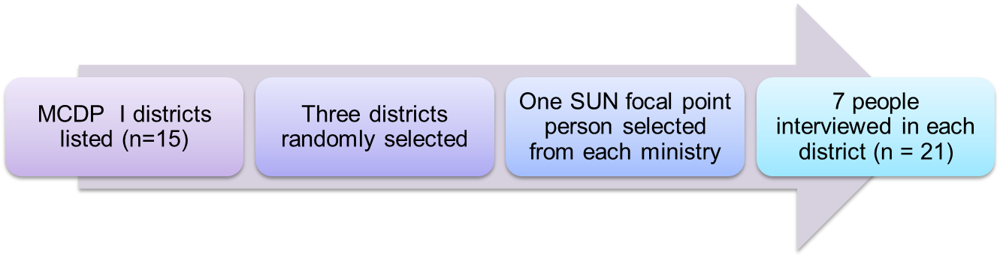 MCDP I districts
listed (n=15)
Three districts
randomly selected
One SUN focal point
person selected
from each ministry
7 people
interviewed in each
district (n = 21)